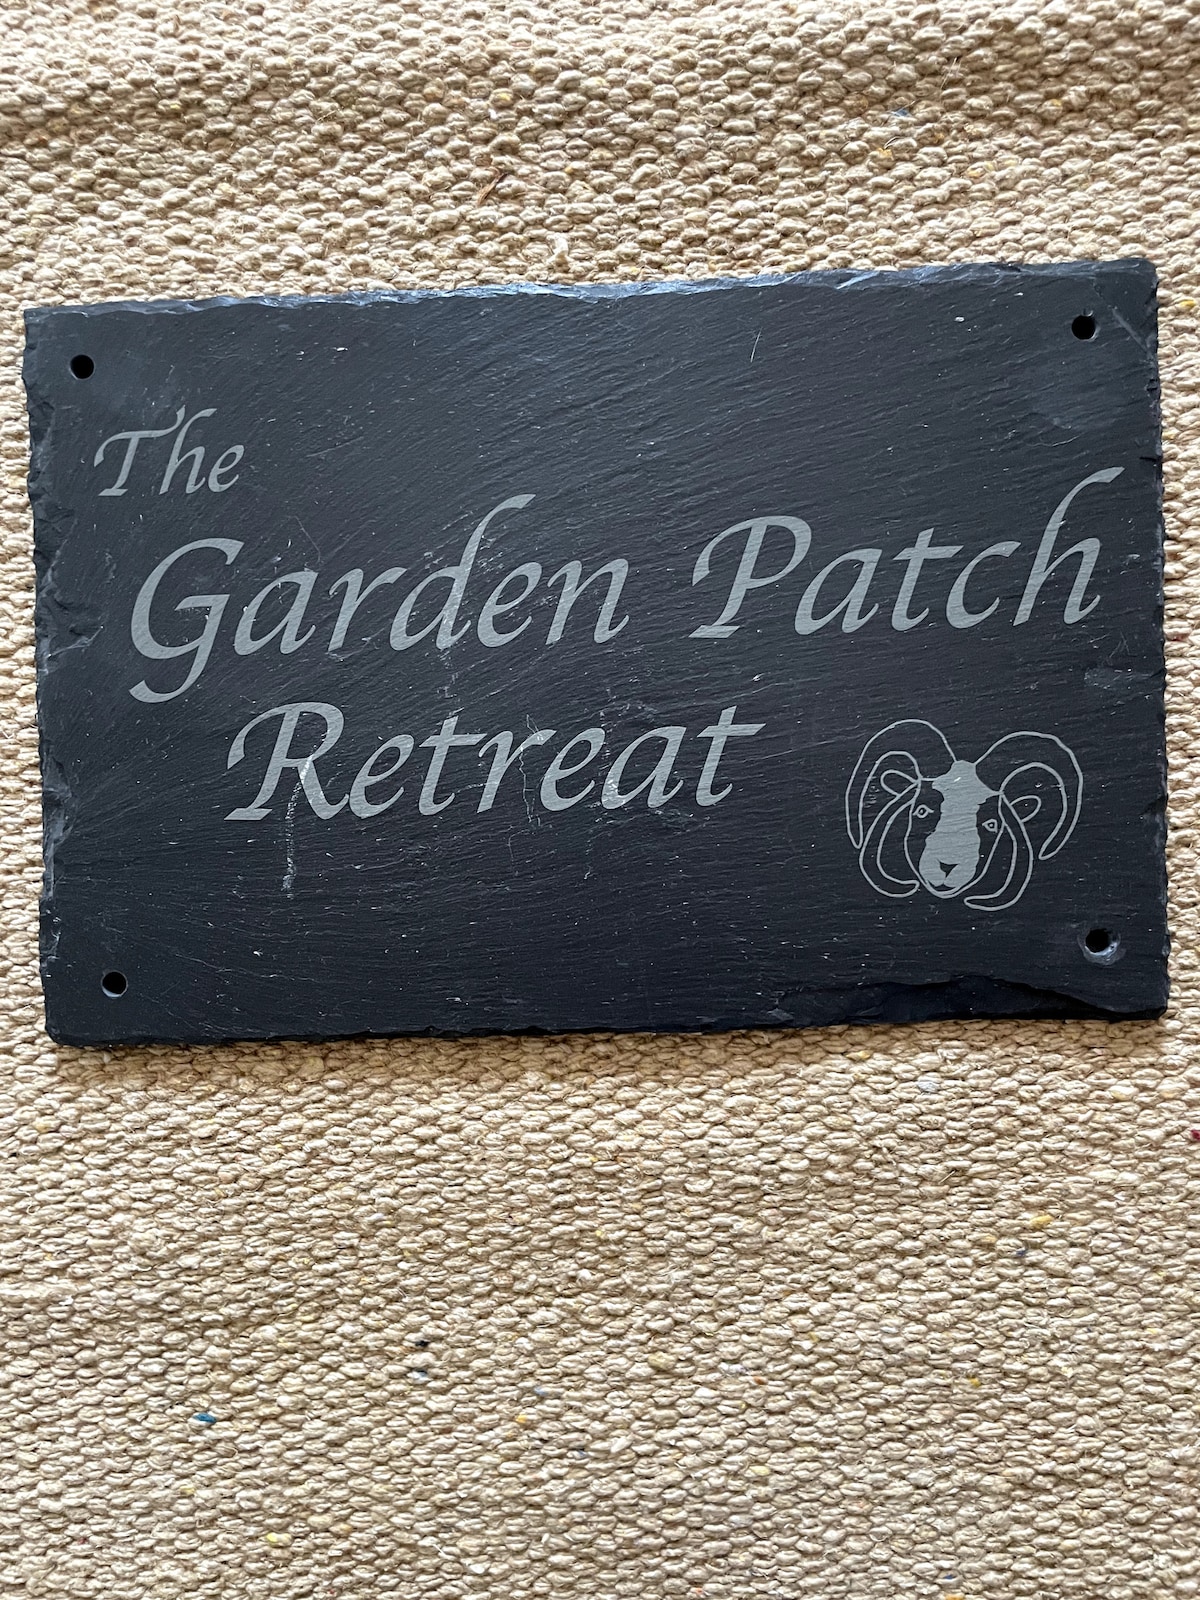 The
Garden Patch
Retreat